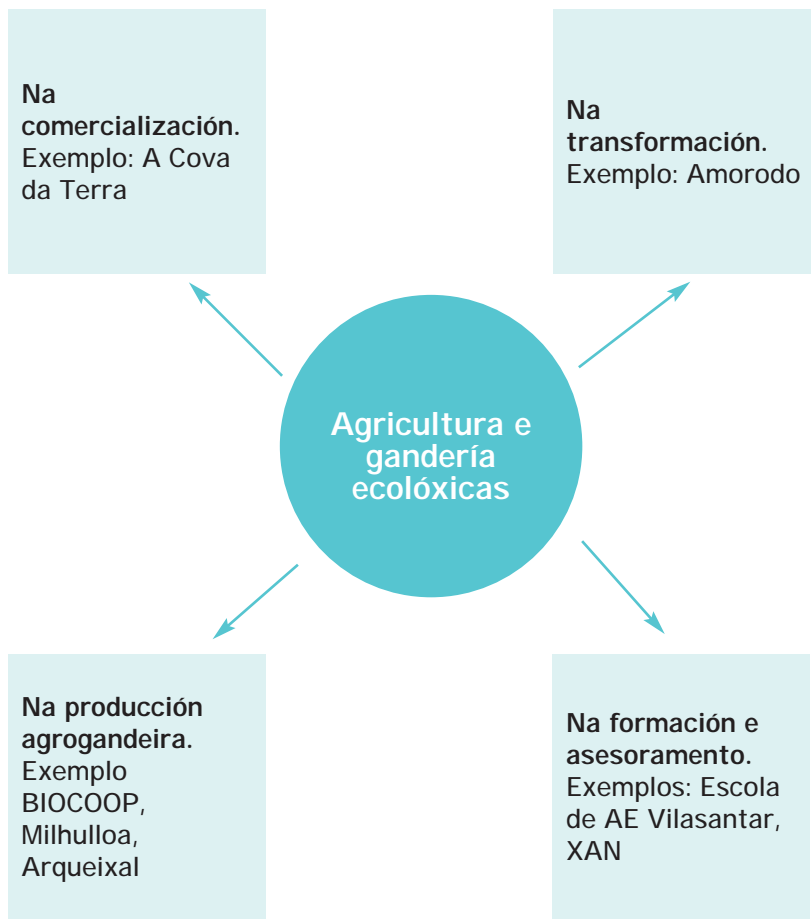 Na
comercialización.
Exemplo: A Cova
da Terra
Na
transformación.
Exemplo: Amorodo
Agricultura e
gandería
ecolóxicas
Na producción
agrogandeira.
Exemplo
BIOCOOP,
Milhulloa,
Arqueixal
Na formación e
asesoramento.
Exemplos: Escola
de AE Vilasantar,
XAN